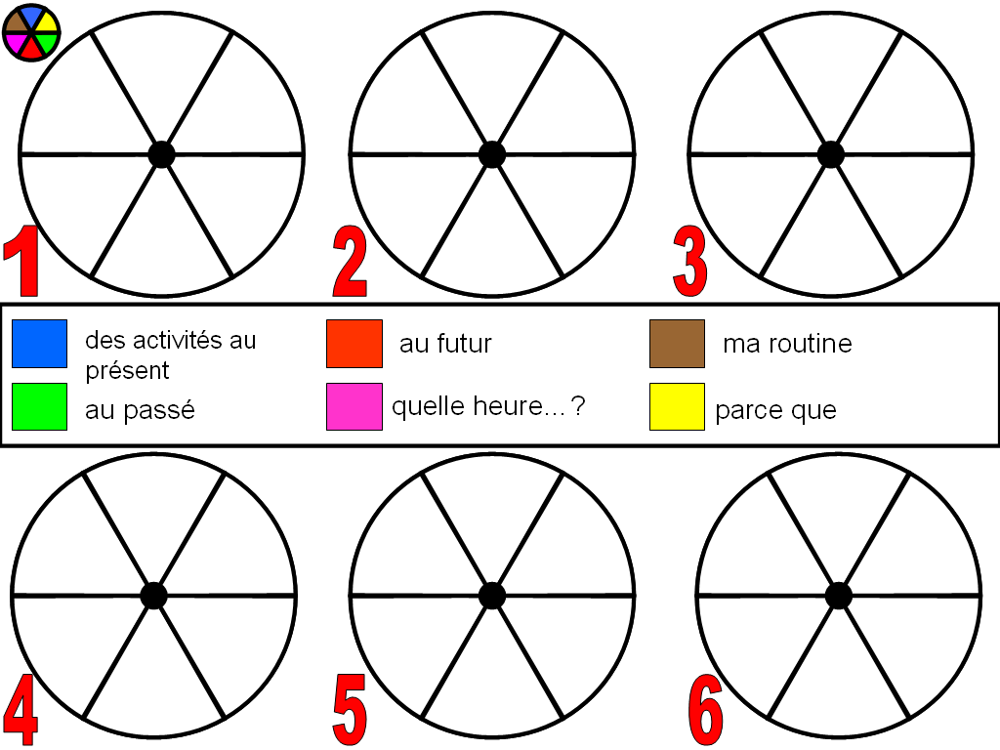 1
2
3
des activités au
présent
au futur
ma routine
au passé
quelle heure... ?
parce que
4
5
6